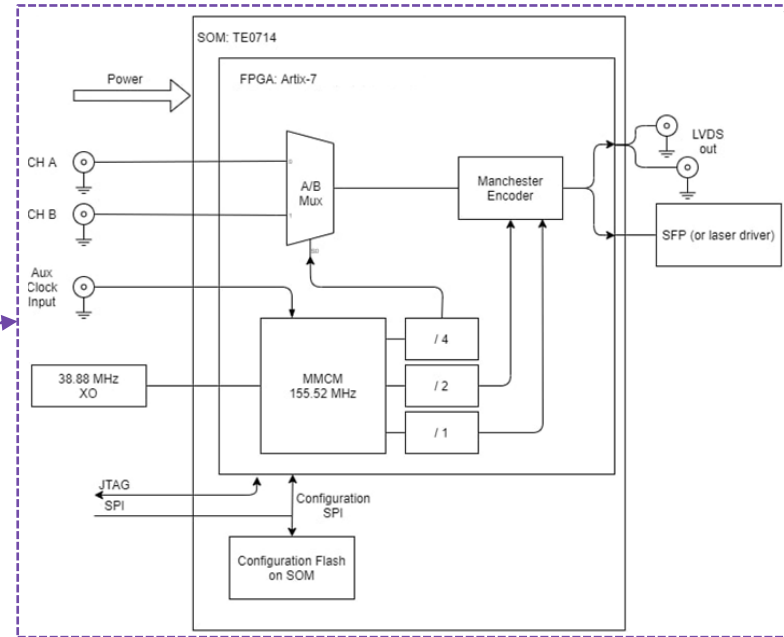 SOM: TE0714
FPGA: Artix-7
Power
CH A
CH B
Aux
Clock
Input
0
1
A/B
Mux
Manchester
Encoder
LVDS
out
SFP (or laser driver)
38.88 MHz
XO
MMCM
155.52 MHz
/ 4
/ 2
/ 1
JTAG
SPI
Configuration
SPI
Configuration Flash
on SOM